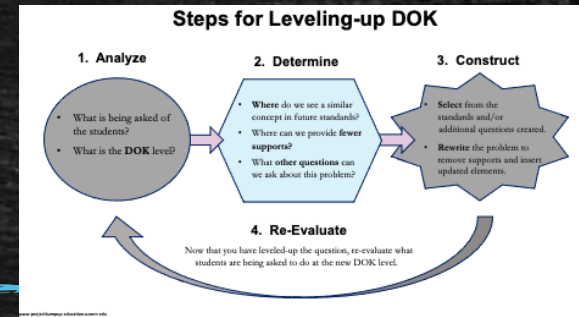 Steps for Leveling-up DOK
1. Analyze
• What is being asked of
the students?
• What is the DOK level?
2. Determine
• Where do we see a similar
concept in future standards?
• Where can we provide fewer
supports?
• What other questions can
we ask about this problem?
3. Construct
• Select from the
standards and/or
additional questions created.
• Rewrite the problem to
remove supports and insert
updated elements.
4. Re-Evaluate
Now that you have leveled-up the question, re-evaluate what
students are being asked to do at the new DOK level.